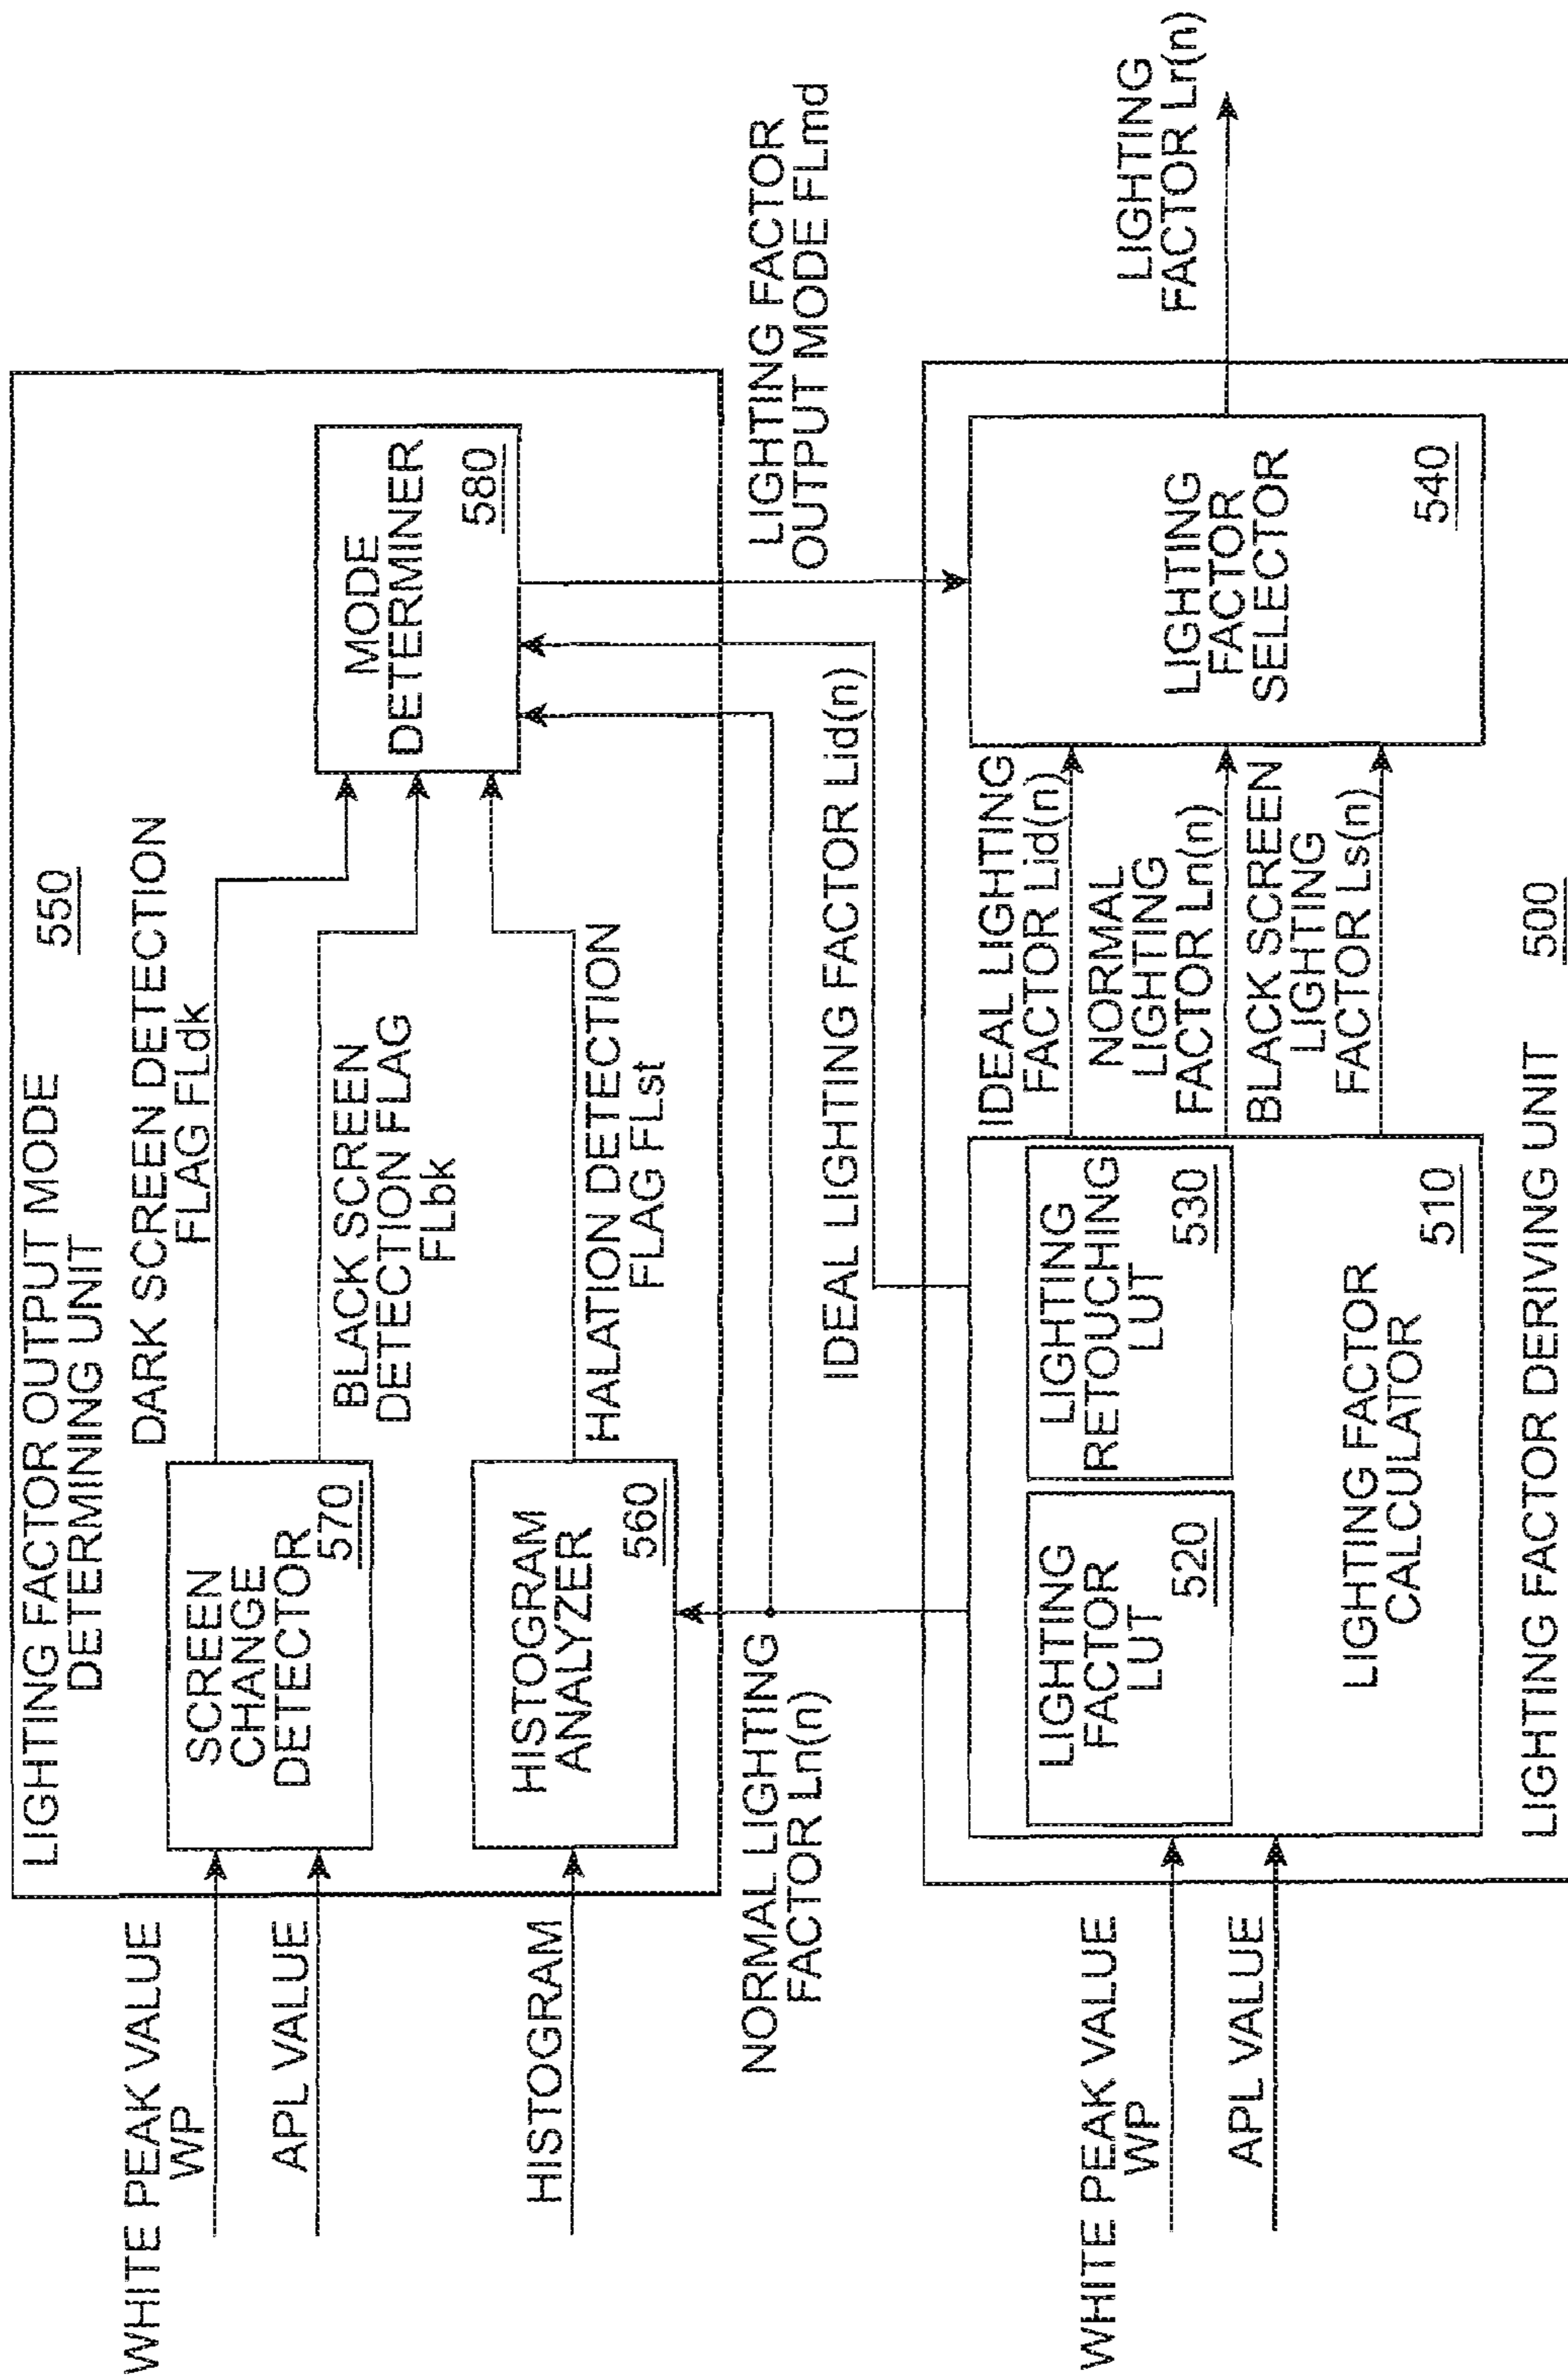 LIGHTING FACTOR OUTPUT MODE
DETERMINING UNIT
550
WHITE PEAK VALUE
WP
APL VALUE
HISTOGRAM
SCREEN
CHANGE
DETECTOR
570
HISTOGRAM
ANALYZER
560
DARK SCREEN DETECTION
FLAG FLdk
BLACK SCREEN
DETECTION FLAG
FLbk
HALATION DETECTION
FLAG FLst
MODE
DETERMINER
580
NORMAL LIGHTING
FACTOR Ln(n)
IDEAL LIGHTING FACTOR Lid(n)
LIGHTING FACTOR
OUTPUT MODE FLmd
WHITE PEAK VALUE
WP
APL VALUE
LIGHTING
FACTOR
LUT
520
LIGHTING
RETOUCHING
LUT
530
LIGHTING FACTOR
CALCULATOR
510
IDEAL LIGHTING
FACTOR Lid(n)
NORMAL
LIGHTING
FACTOR Ln(n)
BLACK SCREEN
LIGHTING
FACTOR Ls(n)
LIGHTING
FACTOR
SELECTOR
540
LIGHTING
FACTOR Lr(n)
LIGHTING FACTOR DERIVING UNIT
500